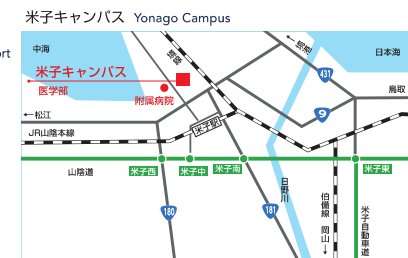 米子キャンパス Yonago Campus
ort
中海
境線
←境港
日本海
米子キャンパス
医学部
附属病院
431
鳥取
←松江
9
JR山陰本線
米子駅
山陰道
米子西
米子中
米子南
米子東
日野川
伯備線
岡山→
米子自動車道
180
181